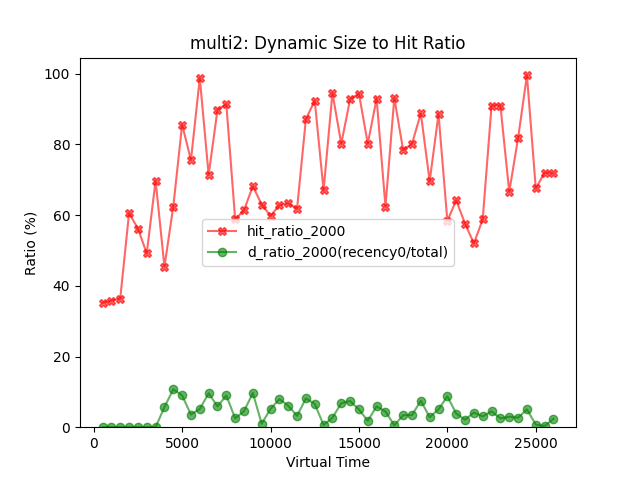 multi2: Dynamic Size to Hit Ratio
100
80
60
40
20
0
Ratio (%)
hit_ratio_2000
d_ratio_2000(recency0/total)
0
5000
10000
15000
20000
25000
Virtual Time